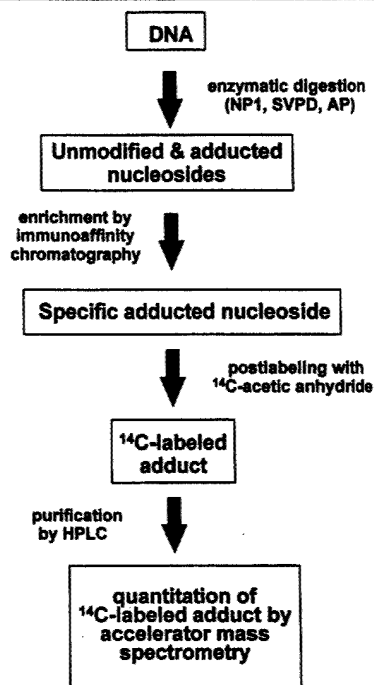 DNA
enzymatic digestion
(NP1, SVPD, AP)
Unmodified & adducted
nucleosides
enrichment by
immunoaffinity
chromatography
Specific adducted nucleoside
postlabeling with
¹⁴C-acetic anhydride
¹⁴C-labeled
adduct
purification
by HPLC
quantitation of
¹⁴C-labeled adduct by
accelerator mass
spectrometry